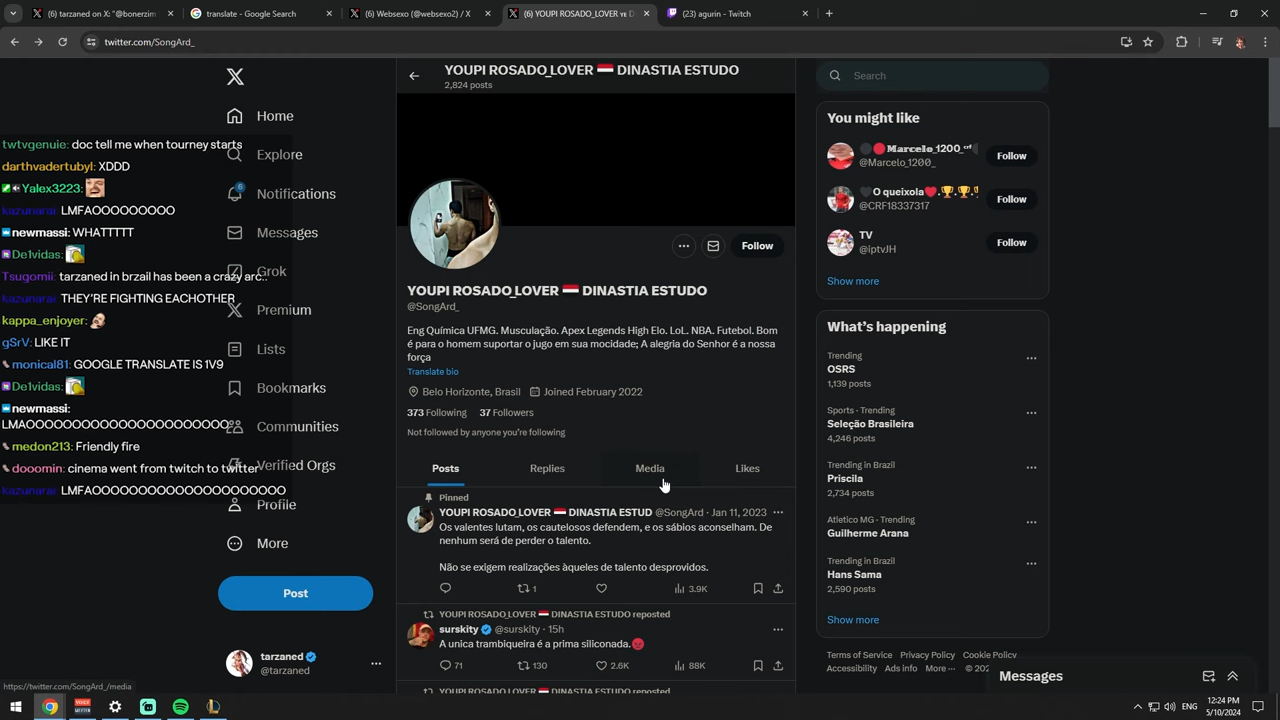 (6) tarzaned on X: "@bonerzim
translate - Google Search
(6) Websexo (@websexo2) / X
(6) YOUPI ROSADO_LOVER
(23) agurin - Twitch
twitter.com/SongArd_
YOUPI ROSADO_LOVER DINASTIA ESTUDO
2,824 posts
Home
Explore
Notifications
6
Messages
Grok
Premium
Lists
Bookmarks
Communities
Verified Orgs
Profile
More
Post
tarzaned
@tarzaned
twtvgenuie: doc tell me when tourney starts
darthvadertubyl: XDDD
Yalex3223:
kazunarai: LMFAOOOOOOOOO
newmassi: WHATTTTT
De1vidas:
Tsugomii: tarzaned in brzail has been a crazy arc..
kazunarai: THEY'RE FIGHTING EACHOTHER
kappa_enjoyer:
gSrV: LIKE IT
monical81: GOOGLE TRANSLATE IS 1V9
De1vidas:
newmassi:
LMAOOOOOOOOOOOOOOOOOOOOOO
medon213: Friendly fire
dooomin: cinema went from twitch to twitter
kazunarai: LMFAOOOOOOOOOOOOOOOOOOOOO
Follow
YOUPI ROSADO_LOVER DINASTIA ESTUDO
@SongArd_
Eng Química UFMG. Musculação. Apex Legends High Elo. LoL. NBA. Futebol. Bom
é para o homem suportar o jugo em sua mocidade; A alegria do Senhor é a nossa
força
Translate bio
Belo Horizonte, Brasil Joined February 2022
373 Following 37 Followers
Not followed by anyone you're following
Posts Replies Media Likes
Pinned
YOUPI ROSADO_LOVER DINASTIA ESTUD @SongArd · Jan 11, 2023
Os valentes lutam, os cautelosos defendem, e os sábios aconselham. De
nenhum será de perder o talento.
Não se exigem realizações àqueles de talento desprovidos.
1 3.9K
YOUPI ROSADO_LOVER DINASTIA ESTUDO reposted
surskity @surskity · 15h
A unica trambiqueira é a prima siliconada.
71 130 2.6K 88K
YOUPI ROSADO_LOVER DINASTIA ESTUDO reposted
Search
You might like
Marcelo_1200_ᶜʳᶠ
@Marcelo_1200_
Follow
O queixola
@CRF18337317
Follow
TV
@iptvJH
Follow
Show more
What's happening
Trending
OSRS
1,139 posts
Sports · Trending
Seleção Brasileira
4,246 posts
Trending in Brazil
Priscila
2,734 posts
Atletico MG · Trending
Guilherme Arana
Trending in Brazil
Hans Sama
2,590 posts
Show more
Terms of Service Privacy Policy Cookie Policy
Accessibility Ads info More ··· © 202
Messages
https://twitter.com/SongArd_/media
ENG
12:24 PM
5/10/2024